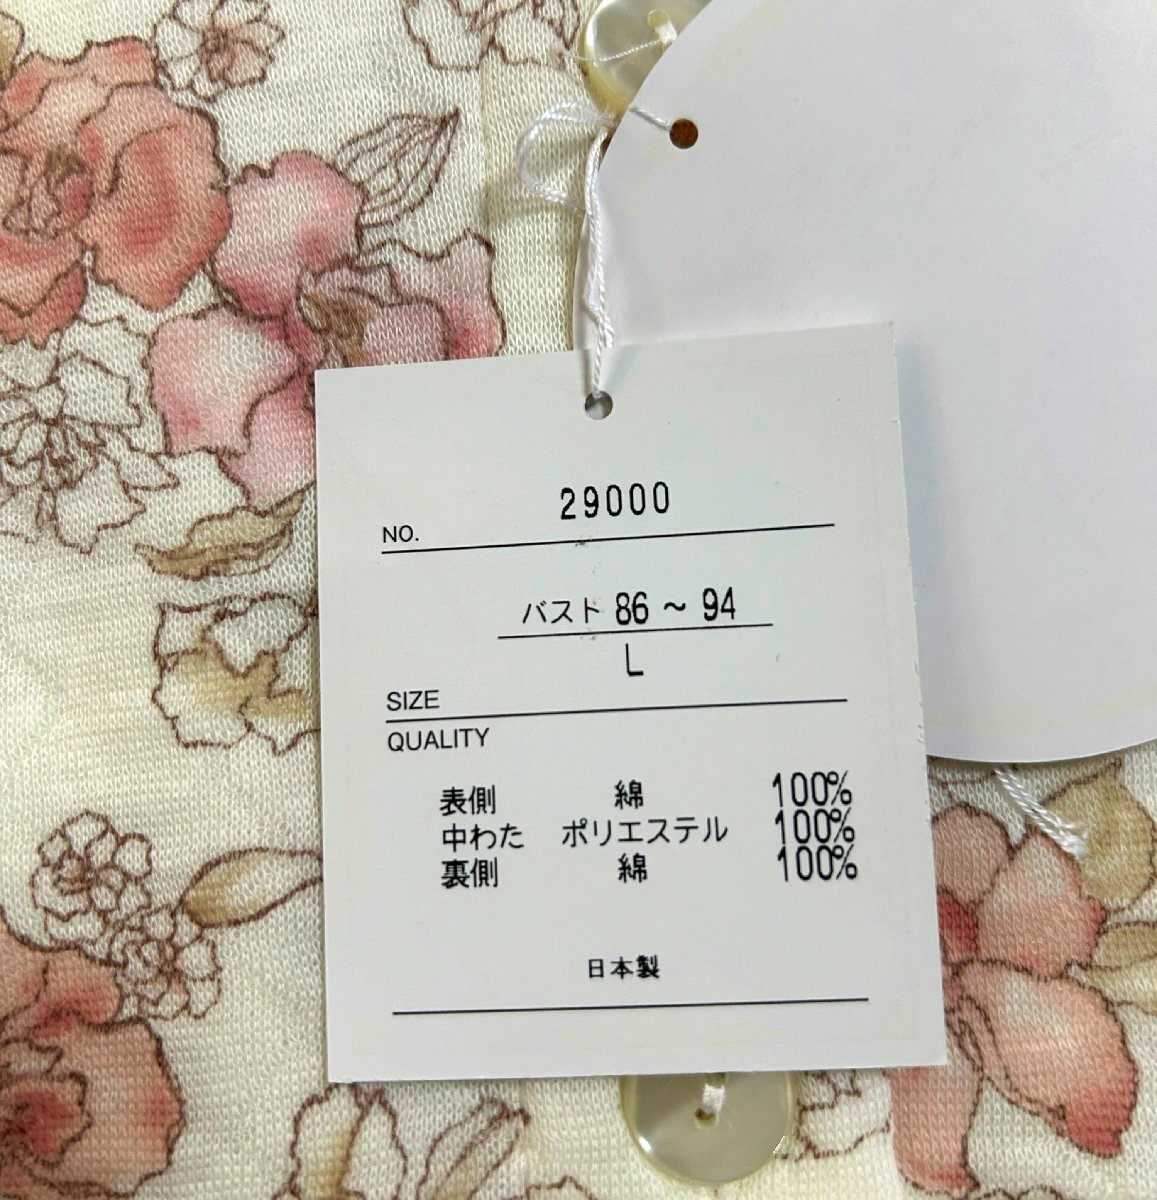 29000
NO.
バスト 86 ~ 94
L
SIZE
QUALITY
表側 綿 100%
中わた ポリエステル 100%
裏側 綿 100%
日本製